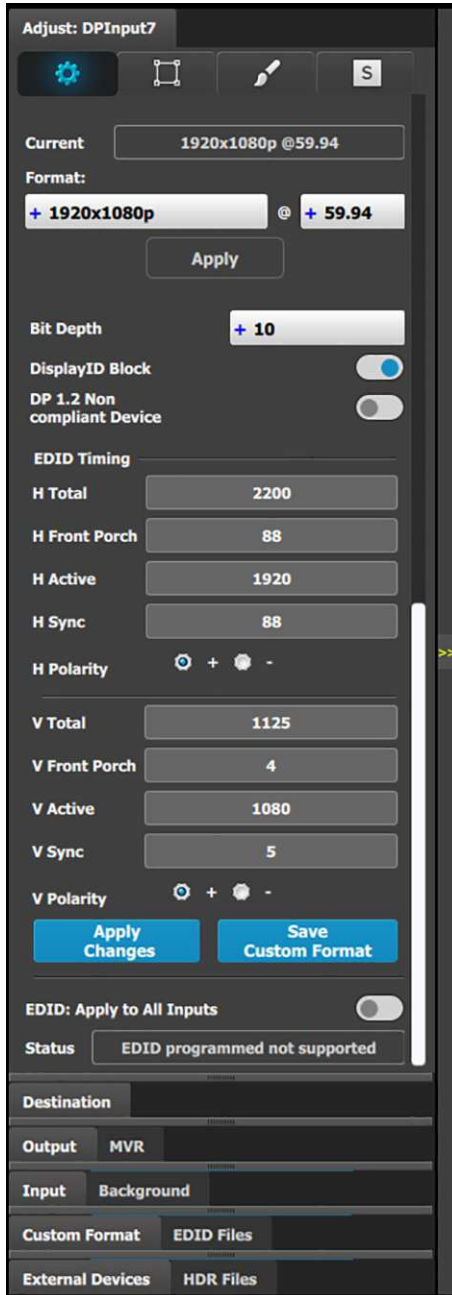 Adjust: DPInput7
S
Current 1920x1080p @59.94
Format:
+ 1920x1080p @ + 59.94
Apply
Bit Depth + 10
DisplayID Block
DP 1.2 Non
compliant Device
EDID Timing
H Total 2200
H Front Porch 88
H Active 1920
H Sync 88
H Polarity + -
V Total 1125
V Front Porch 4
V Active 1080
V Sync 5
V Polarity + -
Apply
Changes
Save
Custom Format
EDID: Apply to All Inputs
Status EDID programmed not supported
Destination
Output MVR
Input Background
Custom Format EDID Files
External Devices HDR Files
>>